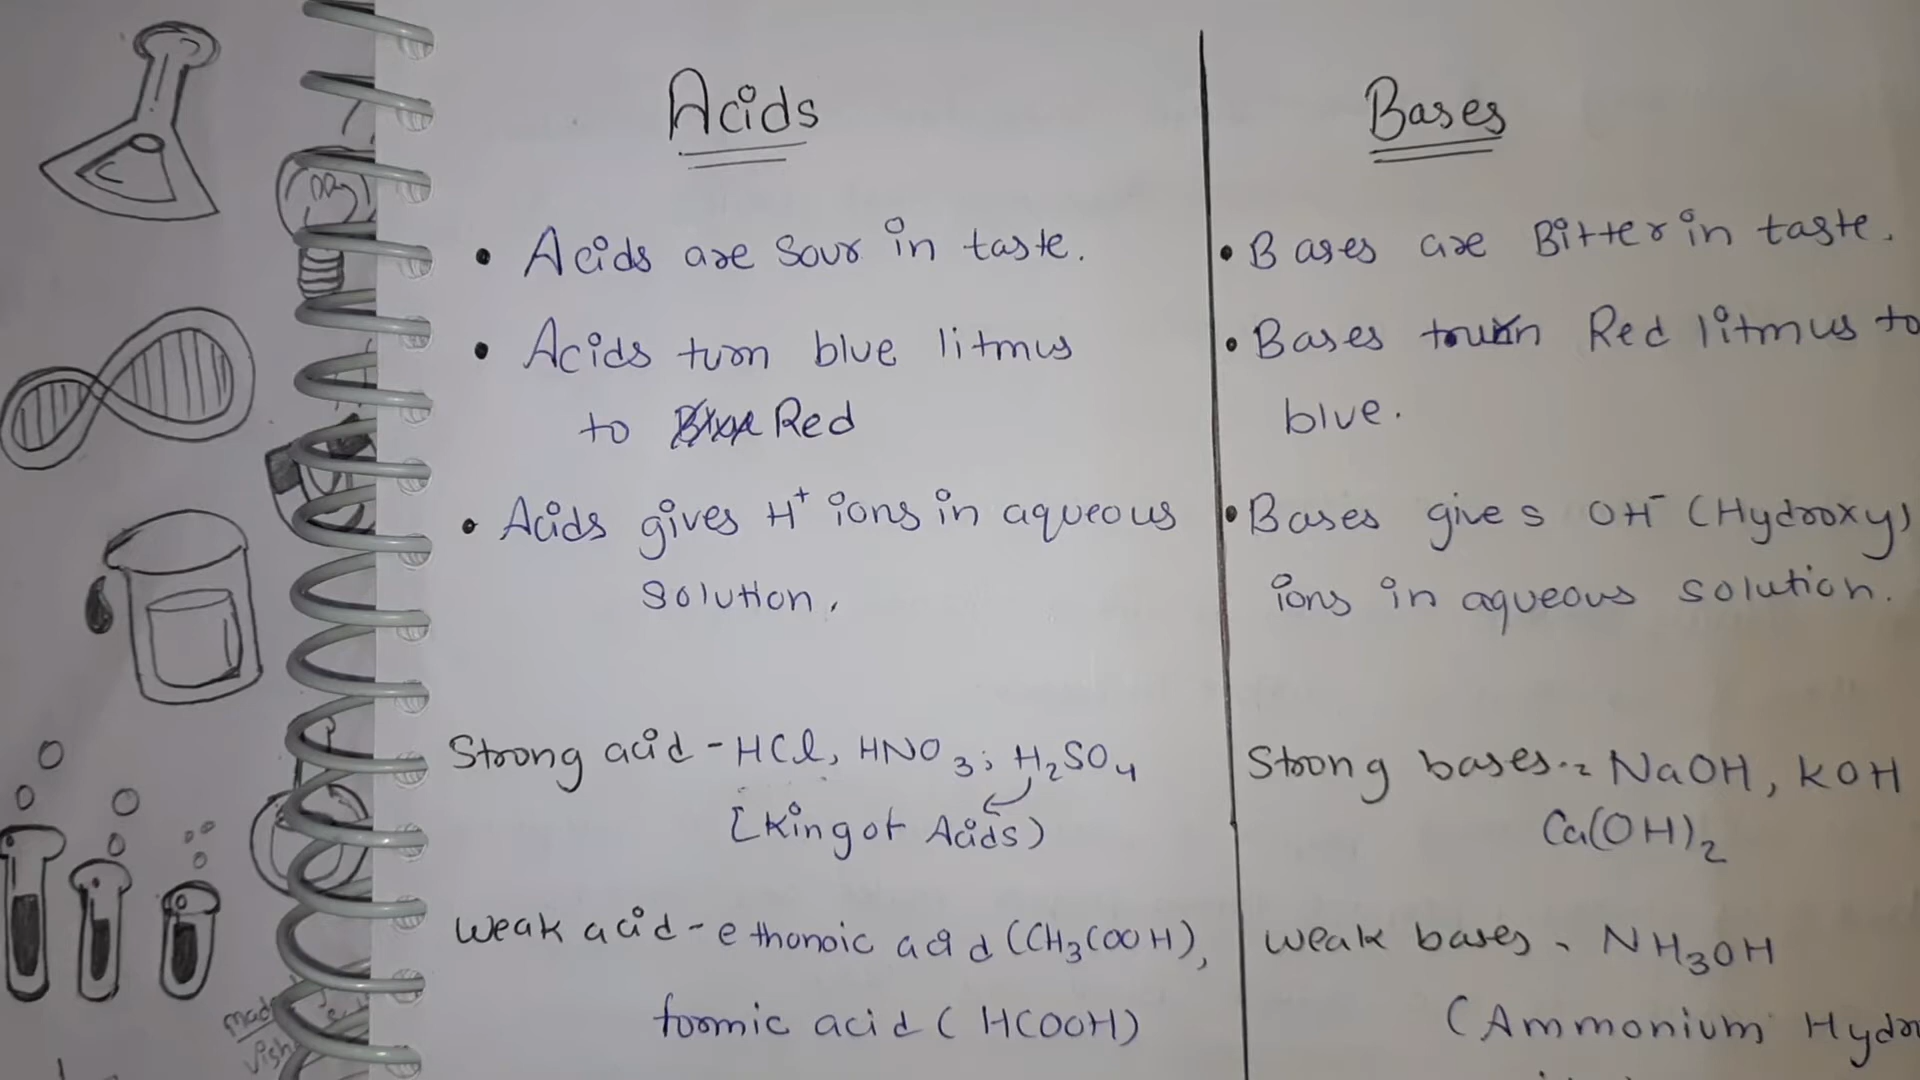 Acids
• Acids are Sour in taste.
• Acids turn blue litmus
to Red
• Acids gives H⁺ ions in aqueous
Solution.
Strong acid - HCl, HNO₃; H₂SO₄
[King of Acids)
Weak acid - ethonoic acid (CH₃COOH),
formic acid (HCOOH)
Bases
• Bases are Bitter in taste.
• Bases turn Red litmus to
blue.
• Bases gives OH⁻ (Hydroxy)
ions in aqueous solution.
Strong bases.. NaOH, KOH
Ca(OH)₂
Weak bases - NH₃OH
(Ammonium Hydro
made
Vish